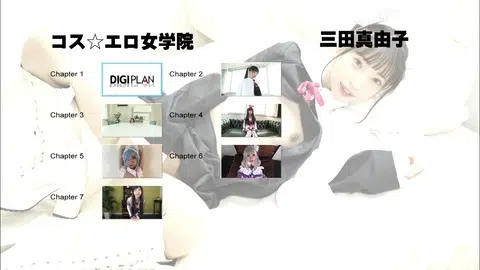 コス☆エロ女学院
三田真由子
Chapter 1
DIGIPLAN
Chapter 2
Chapter 3
Chapter 4
Chapter 5
Chapter 6
Chapter 7